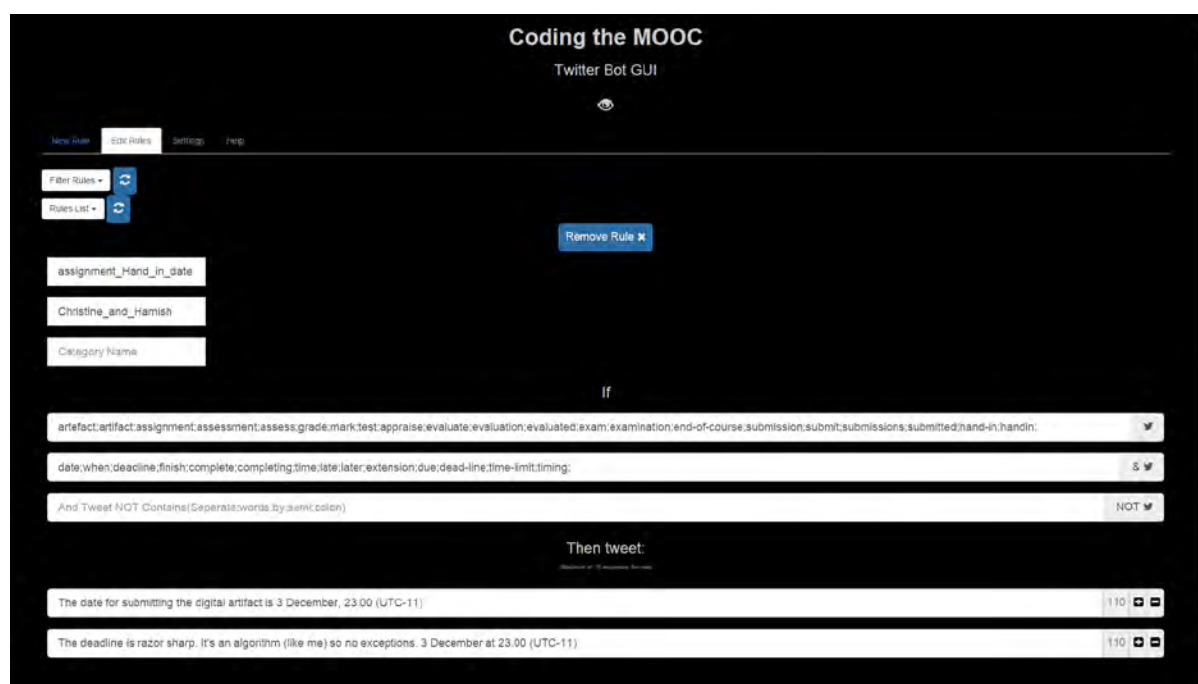 Coding the MOOC
Twitter Bot GUI
New Rule Edit Rules Settings Help
Filter Rules
Rules List
Remove Rule ✖
assignment_Hand_in_date
Christine_and_Hamish
Category Name
If
artefact;artifact;assignment;assessment;assess;grade;mark;test;appraise;evaluate;evaluation;evaluated;exam;examination;end-of-course;submission;submit;submissions;submitted;hand-in;handin;
date;when;deadline;finish;complete;completing;time;late;later;extension;due;dead-line;time-limit;timing;
&
And Tweet NOT Contains(Seperate;words;by;semi;colon)
NOT
Then tweet:
The date for submitting the digital artifact is 3 December, 23.00 (UTC-11)
110
The deadline is razor sharp. It's an algorithm (like me) so no exceptions. 3 December at 23.00 (UTC-11)
110